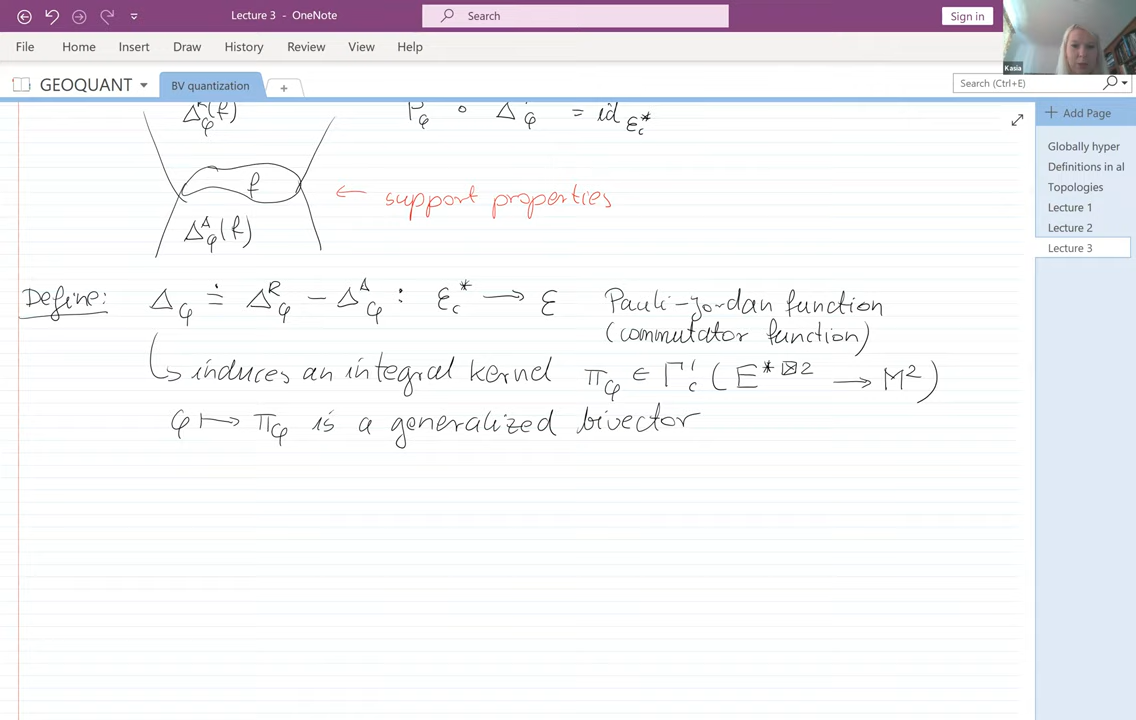 Lecture 3 - OneNote
Search
Sign in
File Home Insert Draw History Review View Help
Kasia
GEOQUANT
BV quantization
Search (Ctrl+E)
Add Page
Globally hyper
Definitions in al
Topologies
Lecture 1
Lecture 2
Lecture 3
Δ^R_φ(f) P_φ ∘ Δ_φ = id_{ε_c^*}
f
← support properties
Δ^A_φ(f)
Define: Δ_φ ≐ Δ^R_φ − Δ^A_φ : ε_c^* → ε Pauli-Jordan function
(commutator function)
↳ induces an integral kernel π_φ ∈ Γ'_c (E^{*⊠2} → M^2)
φ ↦ π_φ is a generalized bivector